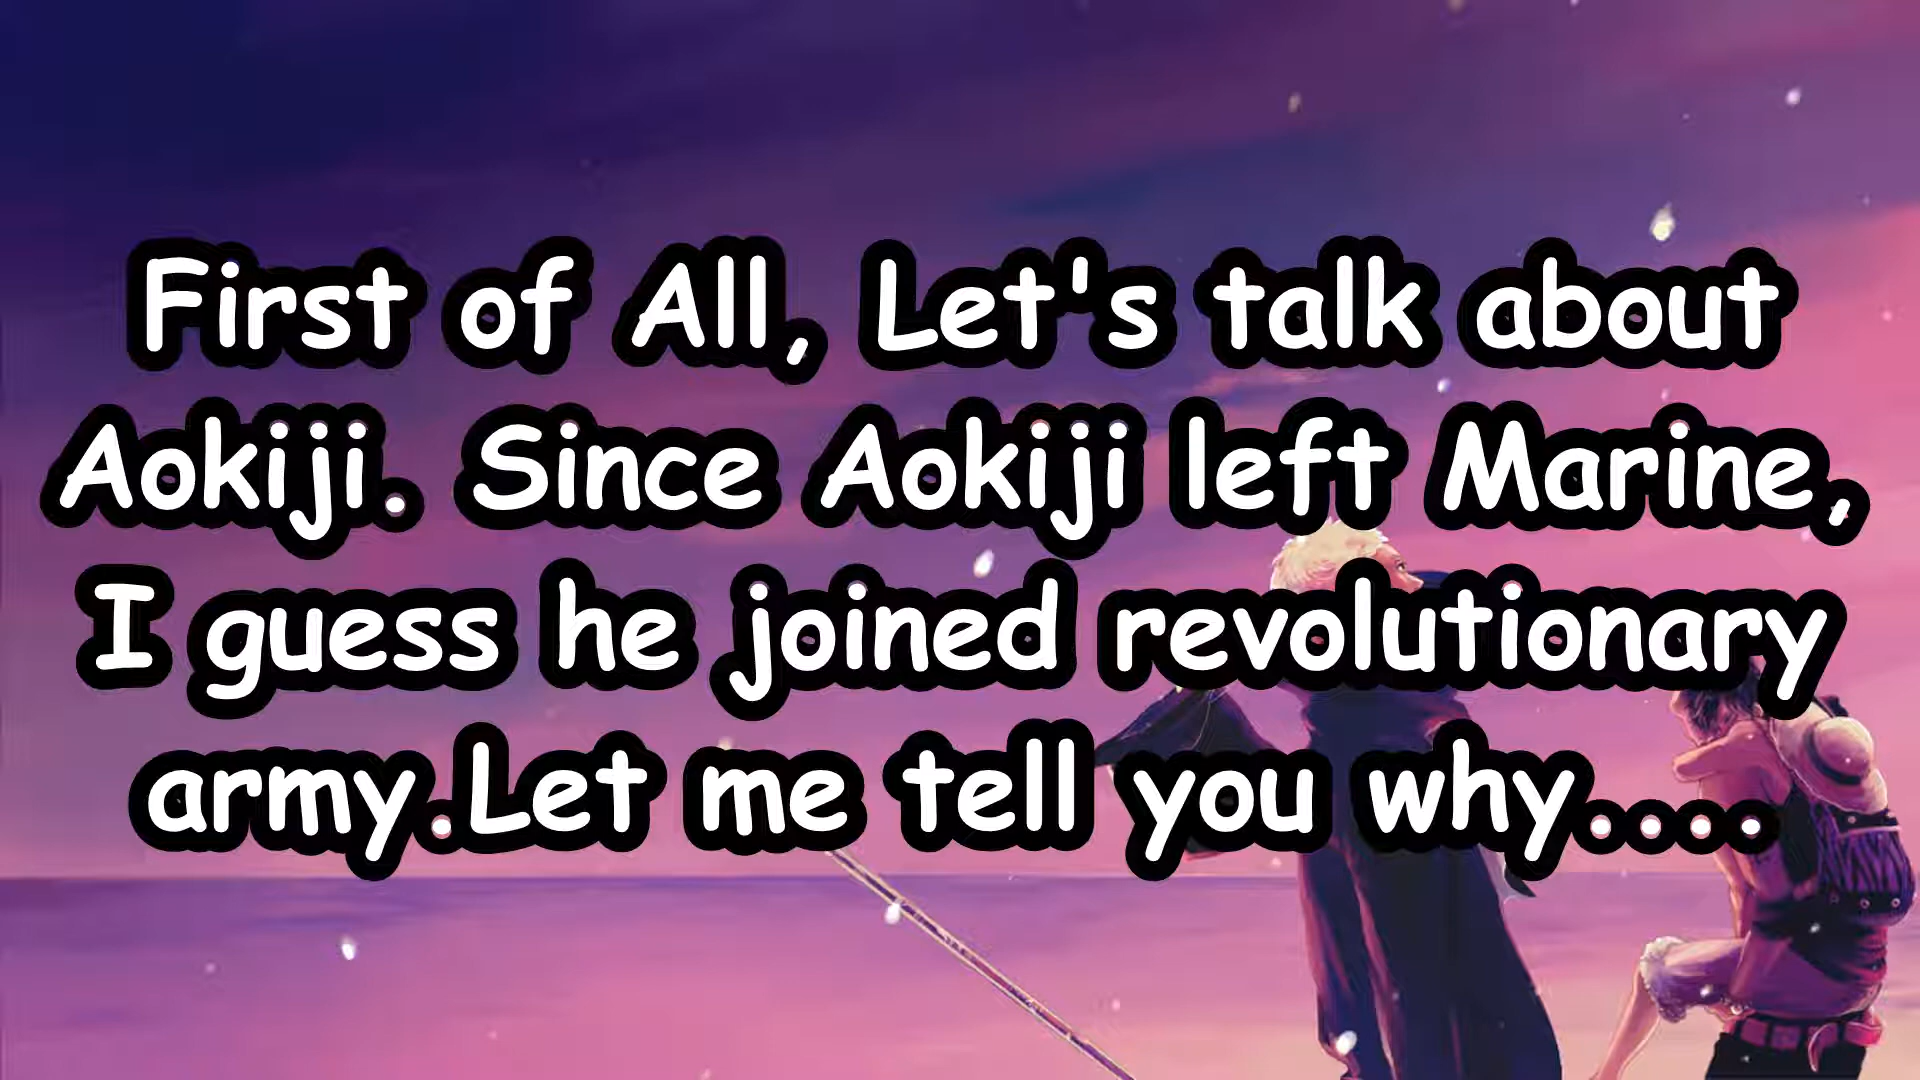 First of All, Let's talk about
Aokiji. Since Aokiji left Marine,
I guess he joined revolutionary
army.Let me tell you why....